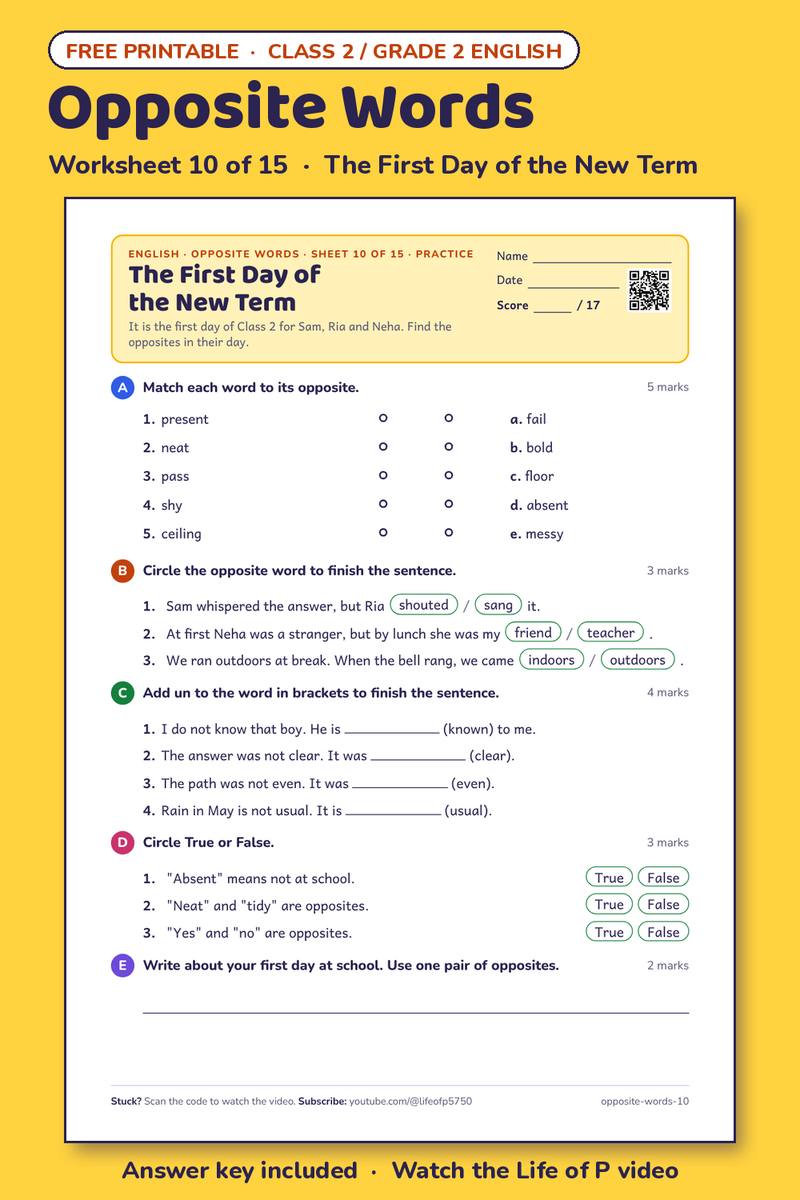 FREE PRINTABLE · CLASS 2 / GRADE 2 ENGLISH
Opposite Words
Worksheet 10 of 15 · The First Day of the New Term
ENGLISH · OPPOSITE WORDS · SHEET 10 OF 15 · PRACTICE
The First Day of
the New Term
It is the first day of Class 2 for Sam, Ria and Neha. Find the
opposites in their day.
Name
Date
Score / 17
A Match each word to its opposite. 5 marks
1. present a. fail
2. neat b. bold
3. pass c. floor
4. shy d. absent
5. ceiling e. messy
B Circle the opposite word to finish the sentence. 3 marks
1. Sam whispered the answer, but Ria shouted / sang it.
2. At first Neha was a stranger, but by lunch she was my friend / teacher .
3. We ran outdoors at break. When the bell rang, we came indoors / outdoors .
C Add un to the word in brackets to finish the sentence. 4 marks
1. I do not know that boy. He is ____________ (known) to me.
2. The answer was not clear. It was ____________ (clear).
3. The path was not even. It was ____________ (even).
4. Rain in May is not usual. It is ____________ (usual).
D Circle True or False. 3 marks
1. "Absent" means not at school. True False
2. "Neat" and "tidy" are opposites. True False
3. "Yes" and "no" are opposites. True False
E Write about your first day at school. Use one pair of opposites. 2 marks
Stuck? Scan the code to watch the video. Subscribe: youtube.com/@lifeofp5750 opposite-words-10
Answer key included · Watch the Life of P video